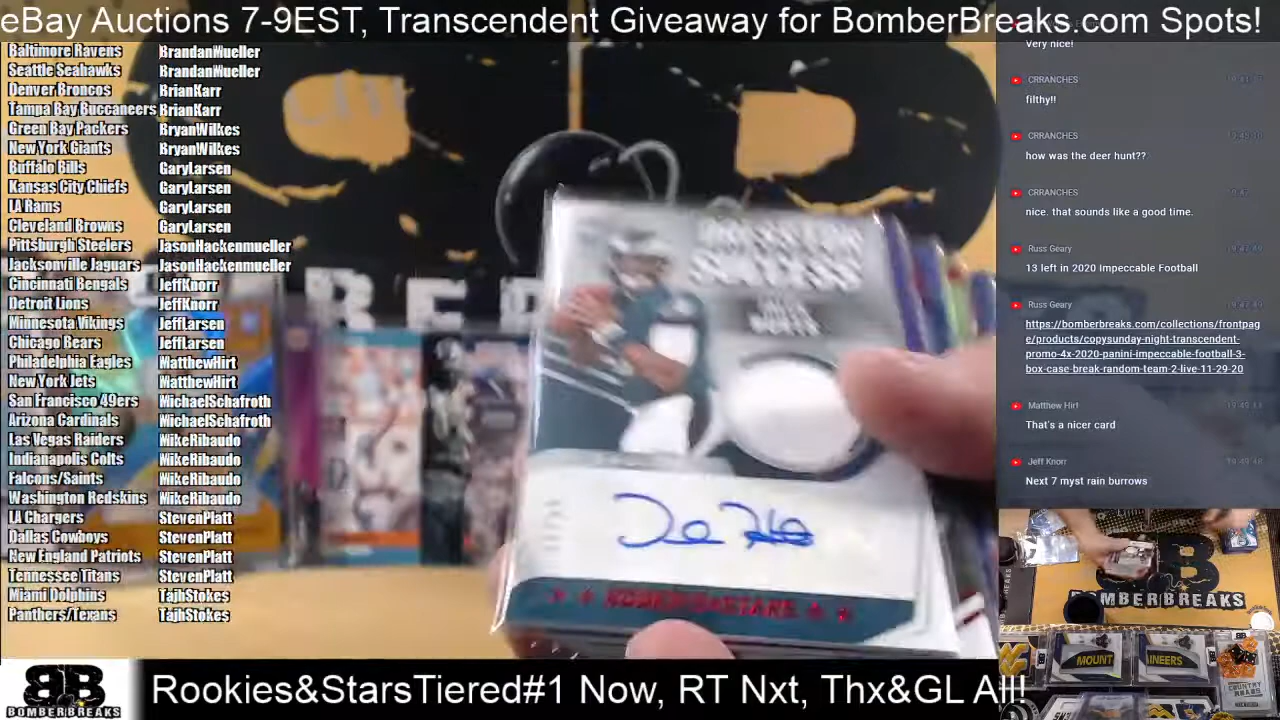 eBay Auctions 7-9EST, Transcendent Giveaway for BomberBreaks.com Spots!
Baltimore Ravens BrandanMueller
Seattle Seahawks BrandanMueller
Denver Broncos BrianKarr
Tampa Bay Buccaneers BrianKarr
Green Bay Packers BryanWilkes
New York Giants BryanWilkes
Buffalo Bills GaryLarsen
Kansas City Chiefs GaryLarsen
LA Rams GaryLarsen
Cleveland Browns GaryLarsen
Pittsburgh Steelers JasonHackenmueller
Jacksonville Jaguars JasonHackenmueller
Cincinnati Bengals JeffKnorr
Detroit Lions JeffKnorr
Minnesota Vikings JeffLarsen
Chicago Bears JeffLarsen
Philadelphia Eagles MatthewHirt
New York Jets MatthewHirt
San Francisco 49ers MichaelSchafroth
Arizona Cardinals MichaelSchafroth
Las Vegas Raiders MikeRibaudo
Indianapolis Colts MikeRibaudo
Falcons/Saints MikeRibaudo
Washington Redskins MikeRibaudo
LA Chargers StevenPlatt
Dallas Cowboys StevenPlatt
New England Patriots StevenPlatt
Tennessee Titans StevenPlatt
Miami Dolphins TajhStokes
Panthers/Texans TajhStokes
SUCCESS
Very nice!
CRRANCHES
filthy!!
CRRANCHES
how was the deer hunt??
CRRANCHES
nice. that sounds like a good time.
Russ Geary
13 left in 2020 Impeccable Football
Russ Geary
https://bomberbreaks.com/collections/frontpag
e/products/copysunday-night-transcendent-
promo-4x-2020-panini-impeccable-football-3-
box-case-break-random-team-2-live-11-29-20
Matthew Hirt
That's a nicer card
Jeff Knorr
Next 7 myst rain burrows
BOMBERBREAKS
MOUNT
AINEERS
COUNTRY ROADS
BB
BOMBERBREAKS
Rookies&StarsTiered#1 Now, RT Nxt, Thx&GL All!